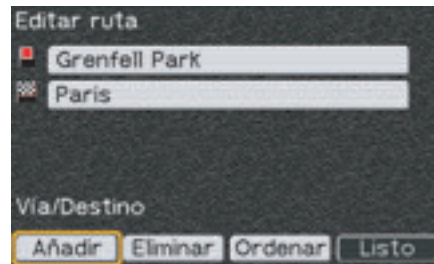 Editar ruta
Grenfell Park
Paris
Vía/Destino
Añadir Eliminar Ordenar Listo